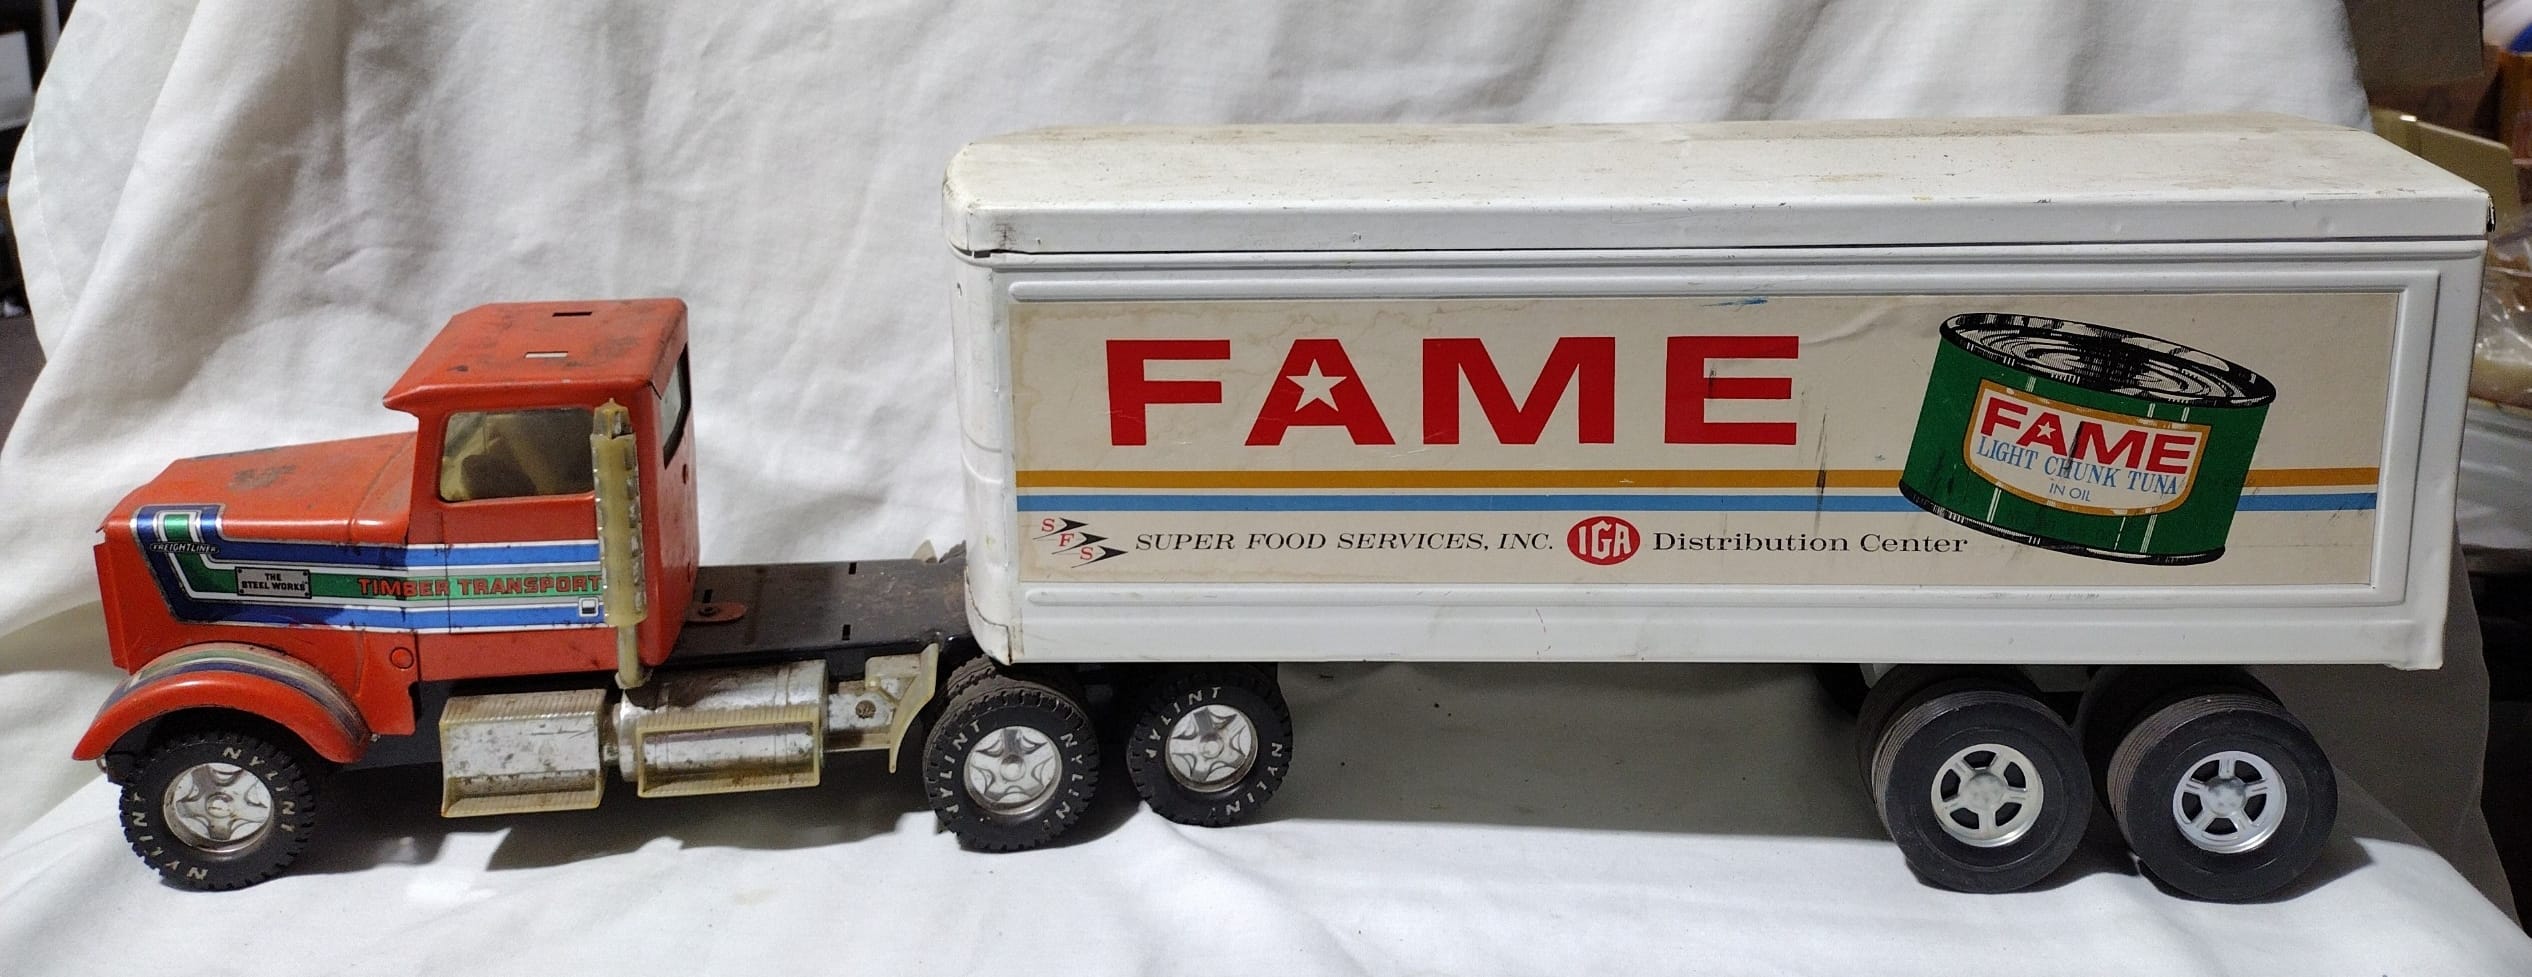 FREIGHTLINER
THE
STEEL WORKS
TIMBER TRANSPORT
NYLINT NYLINT
NYLINT NYLINT
NYLINT NYLINT
FAME
SFS SUPER FOOD SERVICES, INC. IGA Distribution Center
FAME
LIGHT CHUNK TUNA
IN OIL